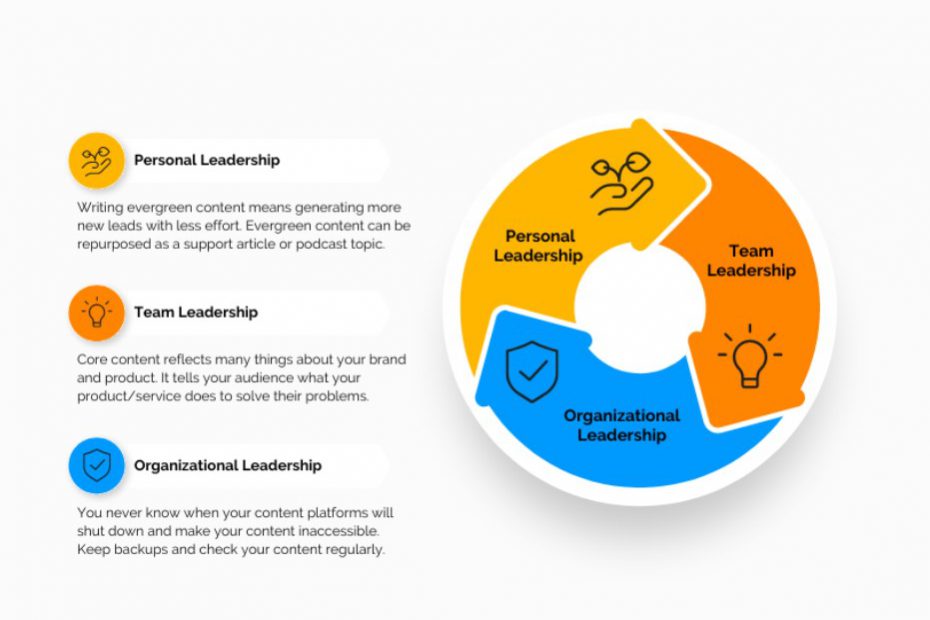 Personal Leadership
Writing evergreen content means generating more
new leads with less effort. Evergreen content can be
repurposed as a support article or podcast topic.
Team Leadership
Core content reflects many things about your brand
and product. It tells your audience what your
product/service does to solve their problems.
Organizational Leadership
You never know when your content platforms will
shut down and make your content inaccessible.
Keep backups and check your content regularly.
Personal
Leadership
Team
Leadership
Organizational
Leadership